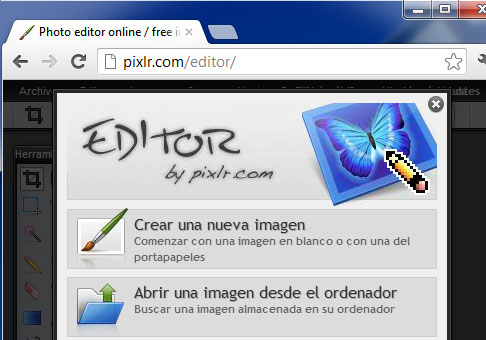 Photo editor online / free i
pixlr.com/editor/
Archiv
EDITOR
by pixlr.com
Herramie
Crear una nueva imagen
Comenzar con una imagen en blanco o con una del
portapapeles
Abrir una imagen desde el ordenador
Buscar una imagen almacenada en su ordenador